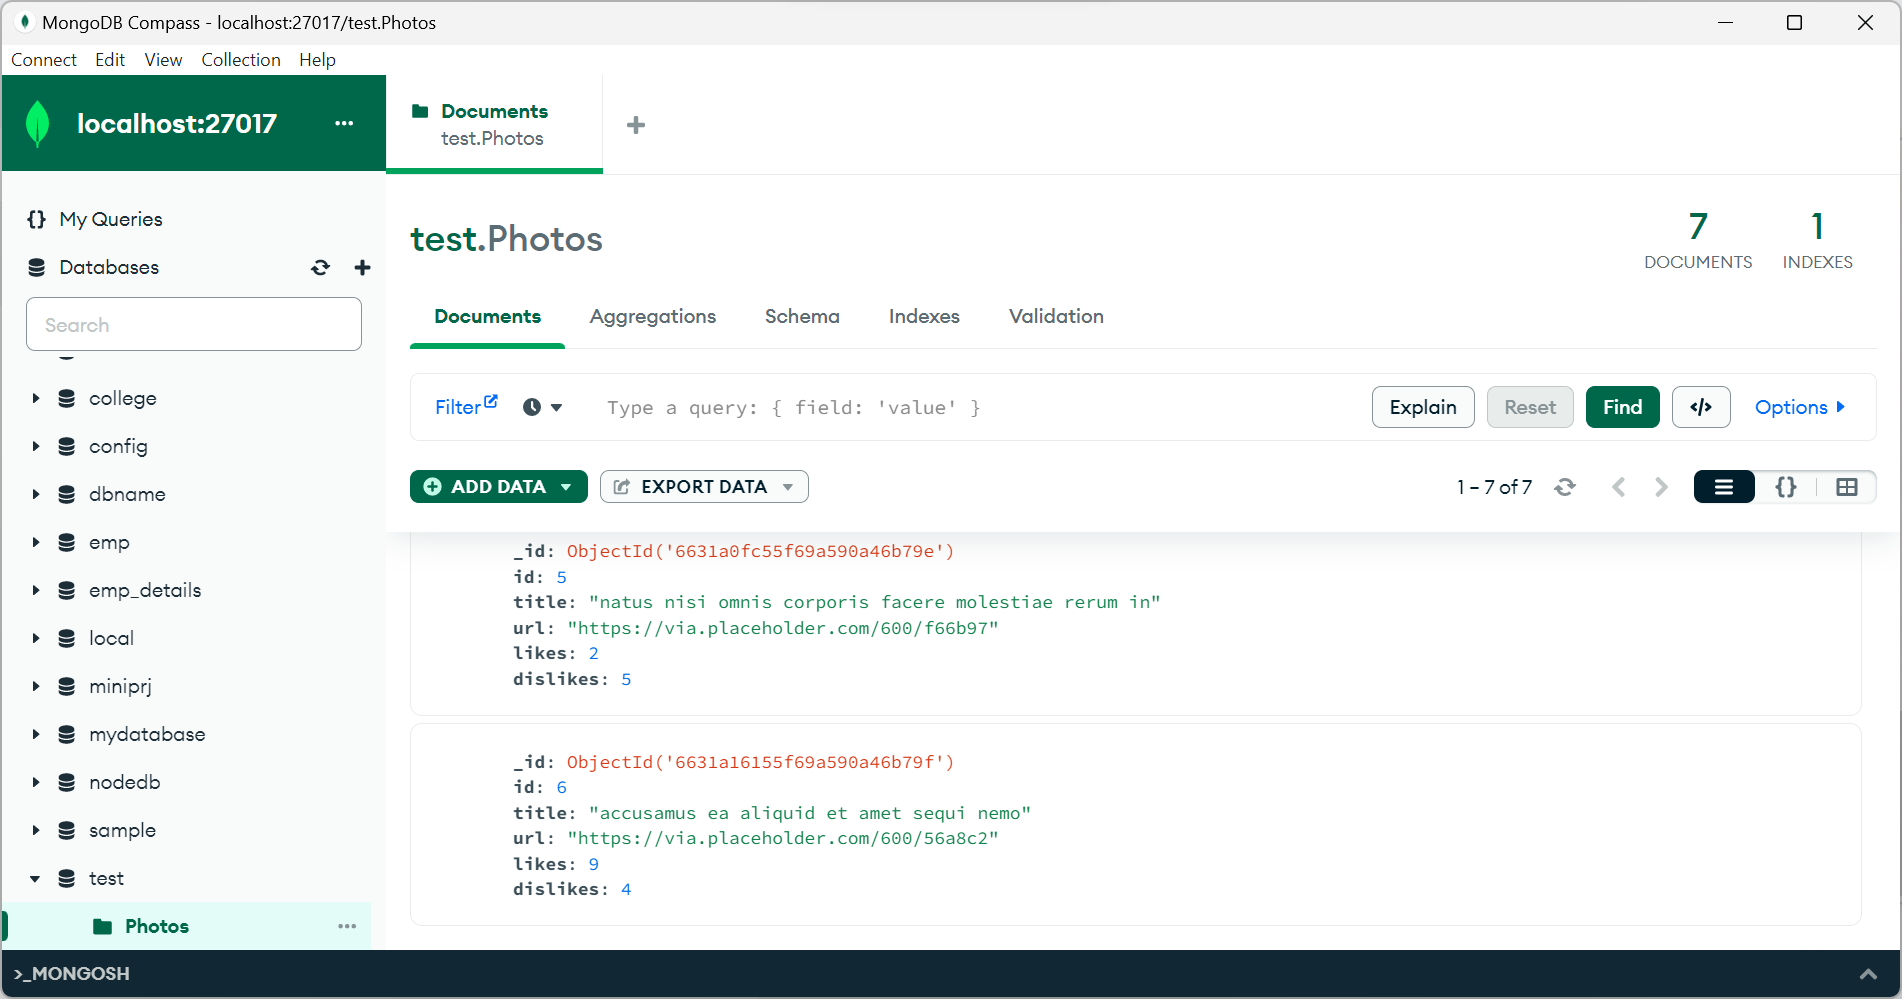 MongoDB Compass - localhost:27017/test.Photos
Connect Edit View Collection Help
localhost:27017 ...
Documents
test.Photos
{} My Queries
Databases
Search
college
config
dbname
emp
emp_details
local
miniprj
mydatabase
nodedb
sample
test
Photos ...
test.Photos
7
DOCUMENTS
1
INDEXES
Documents Aggregations Schema Indexes Validation
Filter Type a query: { field: 'value' } Explain Reset Find </> Options
ADD DATA EXPORT DATA 1 – 7 of 7 {}
_id: ObjectId('6631a0fc55f69a590a46b79e')
id: 5
title: "natus nisi omnis corporis facere molestiae rerum in"
url: "https://via.placeholder.com/600/f66b97"
likes: 2
dislikes: 5
_id: ObjectId('6631a16155f69a590a46b79f')
id: 6
title: "accusamus ea aliquid et amet sequi nemo"
url: "https://via.placeholder.com/600/56a8c2"
likes: 9
dislikes: 4
>_MONGOSH